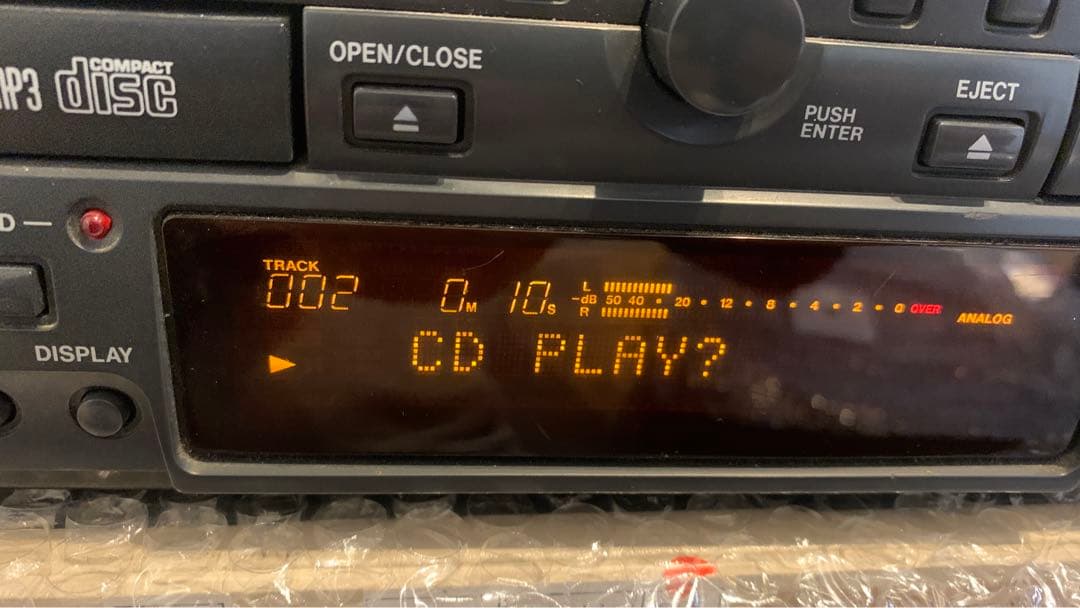 OPEN/CLOSE
MP3 COMPACT disc
PUSH
ENTER
EJECT
D
TRACK
002 0M 10S
L
-dB 50 40 • 20 • 12 • 8 • 4 • 2 • 0 OVER
R
ANALOG
CD PLAY?
DISPLAY